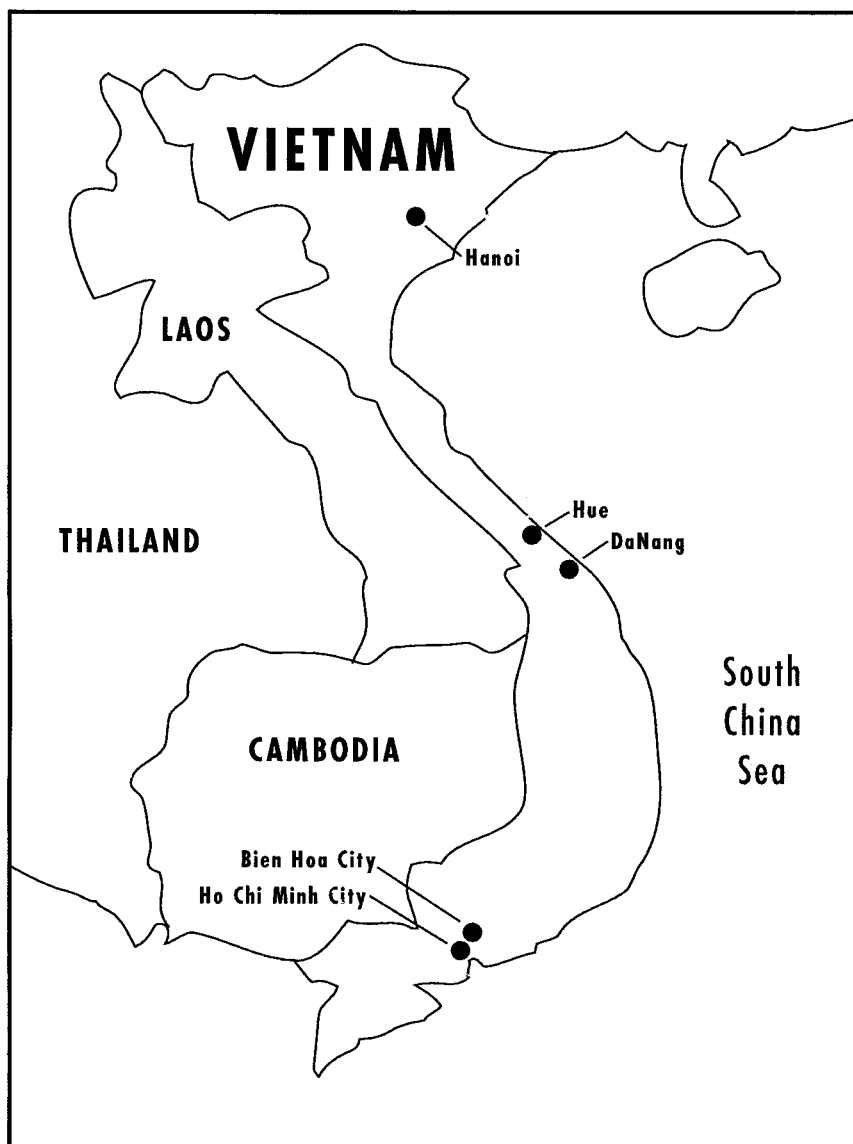 VIETNAM
Hanoi
LAOS
Hue
DaNang
THAILAND
South
China
Sea
CAMBODIA
Bien Hoa City
Ho Chi Minh City